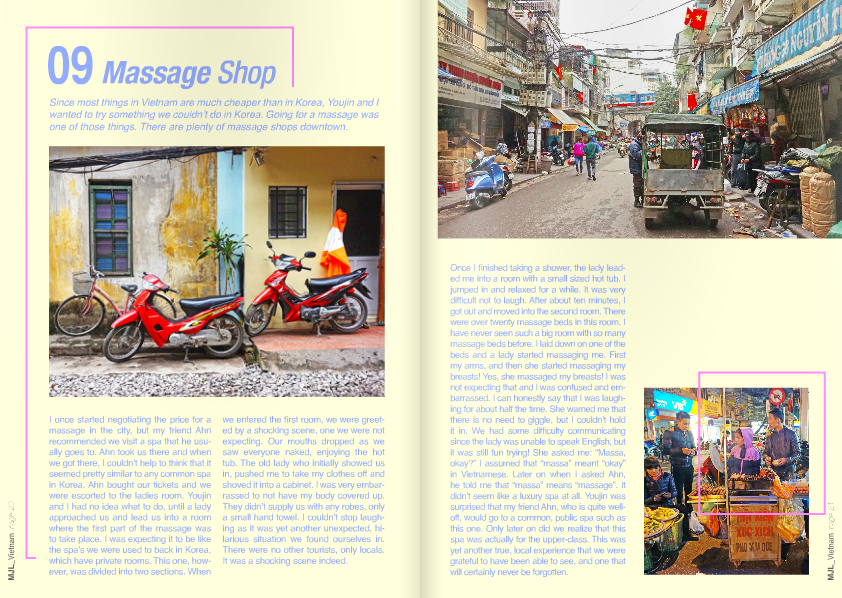 09 Massage Shop
Since most things in Vietnam are much cheaper than in Korea, Youjin and I
wanted to try something we couldn't do in Korea. Going for a massage was
one of those things. There are plenty of massage shops downtown.
I once started negotiating the price for a
massage in the city, but my friend Ahn
recommended we visit a spa that he usu-
ally goes to. Ahn took us there and when
we got there, I couldn't help to think that it
seemed pretty similar to any common spa
in Korea. Ahn bought our tickets and we
were escorted to the ladies room. Youjin
and I had no idea what to do, until a lady
approached us and lead us into a room
where the first part of the massage was
to take place. I was expecting it to be like
the spa's we were used to back in Korea,
which have private rooms. This one, how-
ever, was divided into two sections. When
we entered the first room, we were greet-
ed by a shocking scene, one we were not
expecting. Our mouths dropped as we
saw everyone naked, enjoying the hot
tub. The old lady who initially showed us
in, pushed me to take my clothes off and
shoved it into a cabinet. I was very embar-
rassed to not have my body covered up.
They didn't supply us with any robes, only
a small hand towel. I couldn't stop laugh-
ing as it was yet another unexpected, hi-
larious situation we found ourselves in.
There were no other tourists, only locals.
It was a shocking scene indeed.
MJL_Vietnam
Once I finished taking a shower, the lady lead-
ed me into a room with a small sized hot tub. I
jumped in and relaxed for a while. It was very
difficult not to laugh. After about ten minutes, I
got out and moved into the second room. There
were over twenty massage beds in this room. I
have never seen such a big room with so many
massage beds before. I laid down on one of the
beds and a lady started massaging me. First
my arms, and then she started massaging my
breasts! Yes, she massaged my breasts! I was
not expecting that and I was confused and em-
barrassed. I can honestly say that I was laugh-
ing for about half the time. She warned me that
there is no need to giggle, but I couldn't hold
it in. We had some difficulty communicating
since the lady was unable to speak English, but
it was still fun trying! She asked me: "Massa,
okay?" I assumed that "massa" meant "okay"
in Vietnamese. Later on when I asked Ahn,
he told me that "massa" means "massage". It
didn't seem like a luxury spa at all. Youjin was
surprised that my friend Ahn, who is quite well-
off, would go to a common, public spa such as
this one. Only later on did we realize that this
spa was actually for the upper-class. This was
yet another true, local experience that we were
grateful to have been able to see, and one that
will certainly never be forgotten.
XÚC XÍCH
MJL_Vietnam